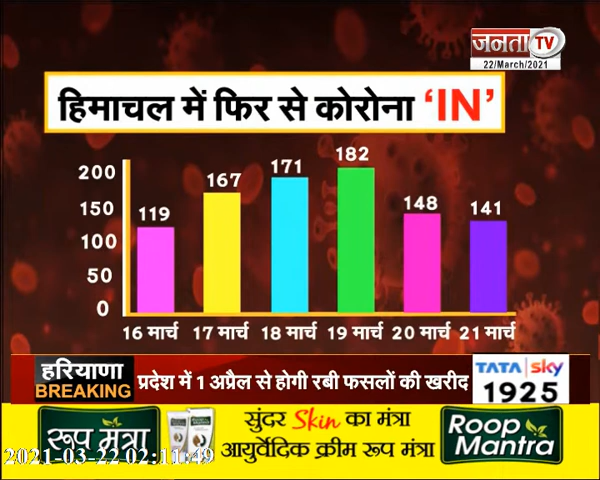 जनता TV
22/March/2021
हिमाचल में फिर से कोरोना ‘IN’
200
150
100
50
0
119
167
171
182
148
141
16 मार्च 17 मार्च 18 मार्च 19 मार्च 20 मार्च 21 मार्च
हरियाणा
BREAKING
प्रदेश में 1 अप्रैल से होगी रबी फसलों की खरीद
TATA sky
1925
रूप मंत्रा
सुंदर Skin का मंत्रा
आयुर्वेदिक क्रीम रूप मंत्रा
Roop
Mantra
2021-03-22 02:11:49